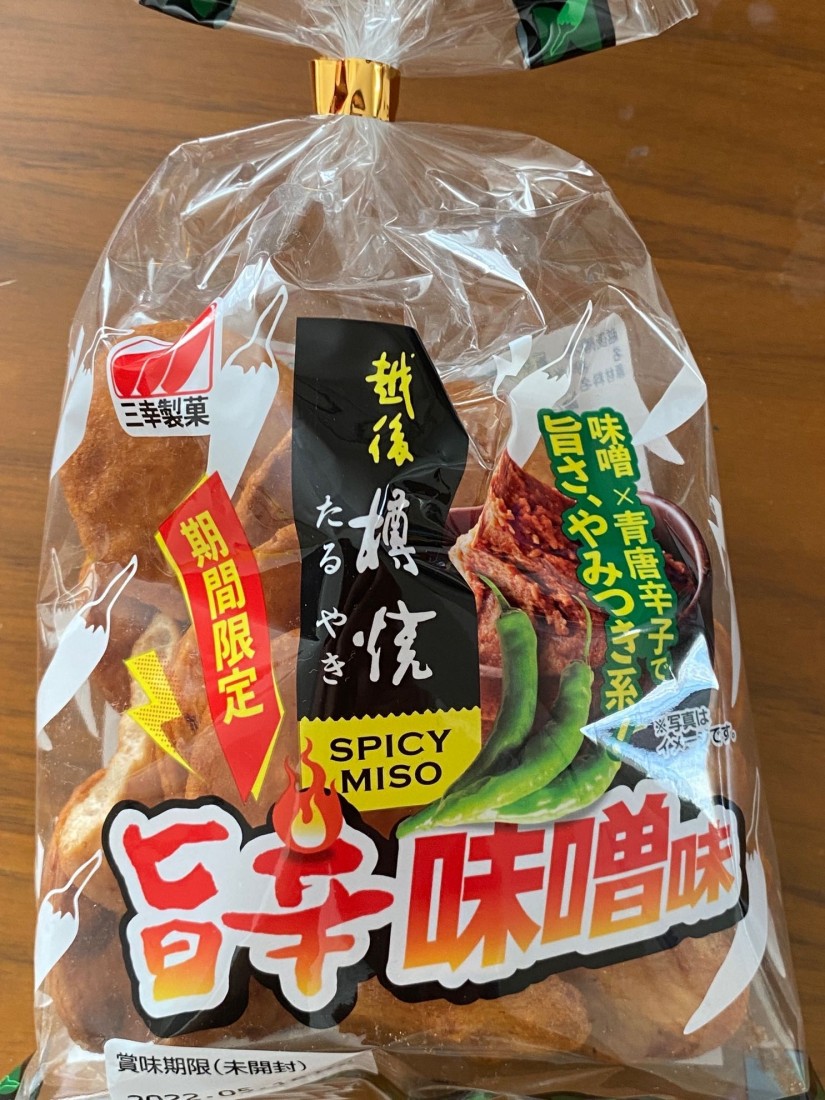 三幸製菓
越後
樽焼
たるやき
期間限定
味噌×青唐辛子で
旨さ、やみつき系!
※写真は
イメージです。
SPICY
MISO
旨辛味噌味
賞味期限(未開封)